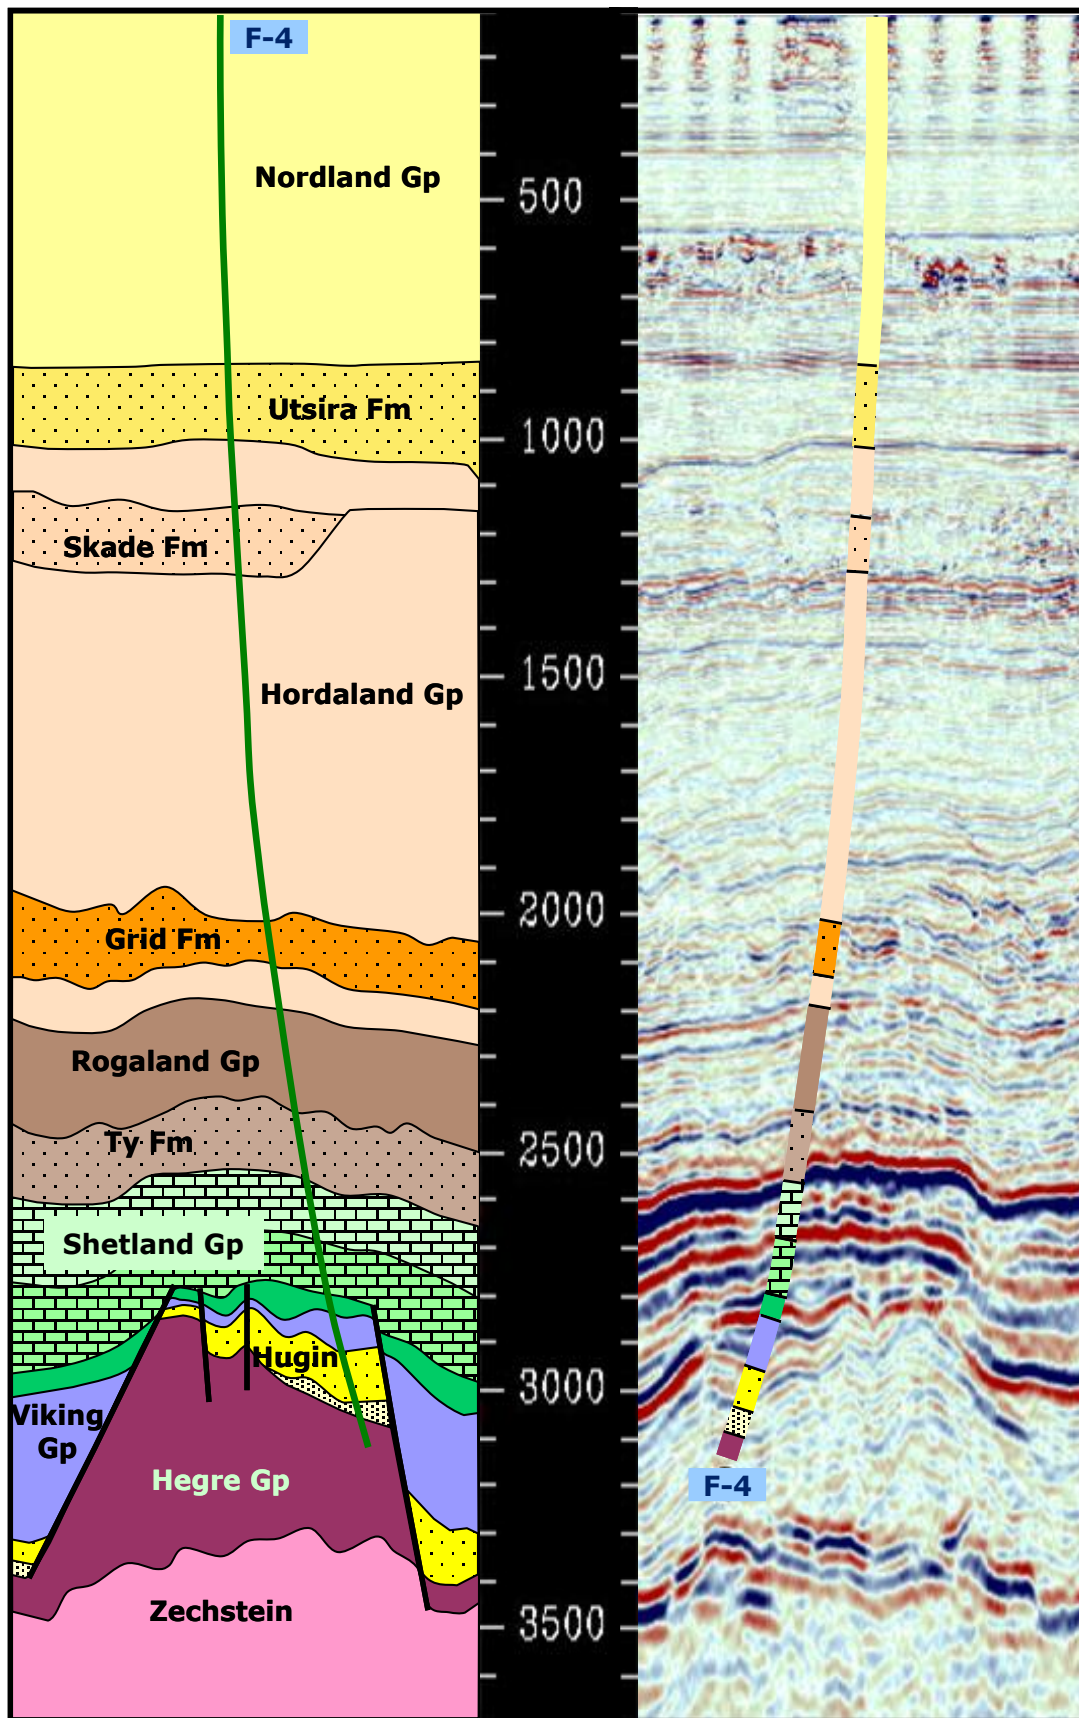 F-4
Nordland Gp
500
Utsira Fm
1000
Skade Fm
1500
Hordaland Gp
2000
Grid Fm
Rogaland Gp
Ty Fm
2500
Shetland Gp
Hugin
3000
Viking
Gp
Hegre Gp
F-4
Zechstein
3500